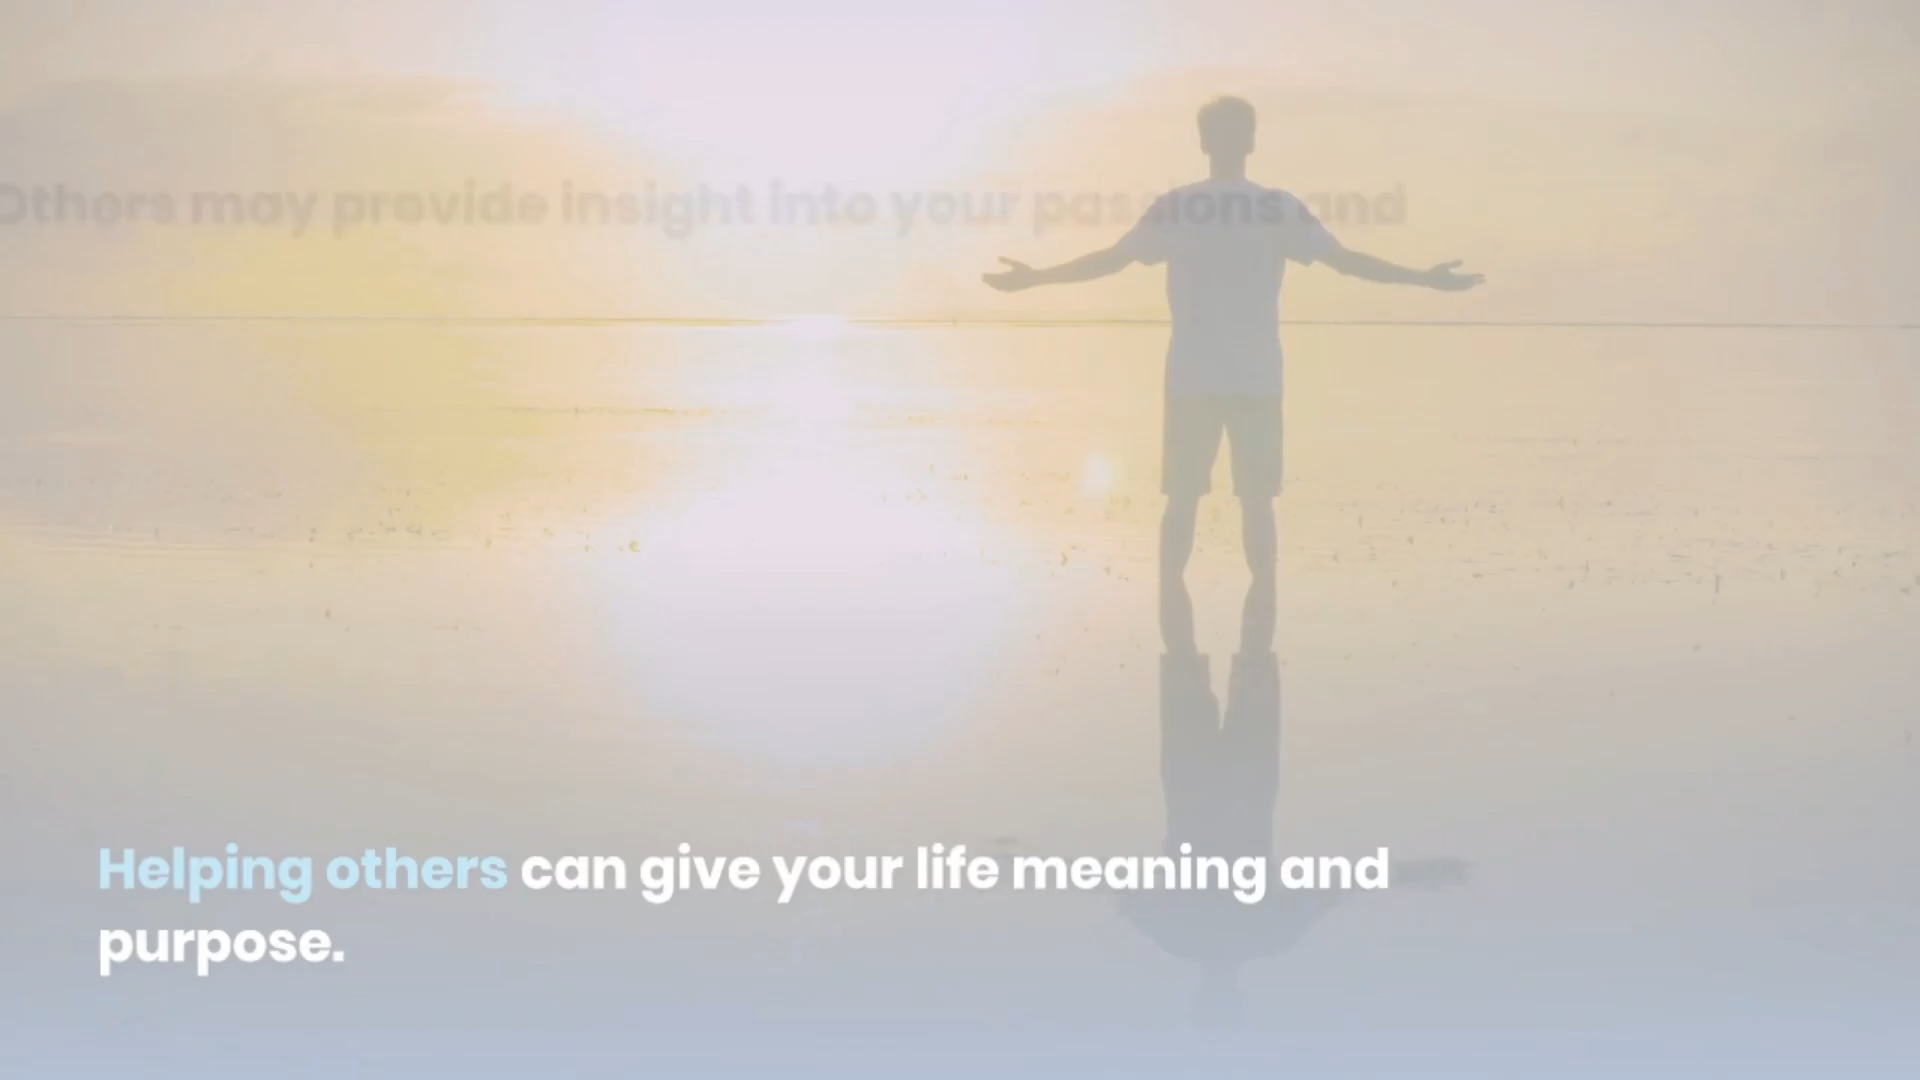 Others may provide insight into your passions and
Helping others can give your life meaning and
purpose.